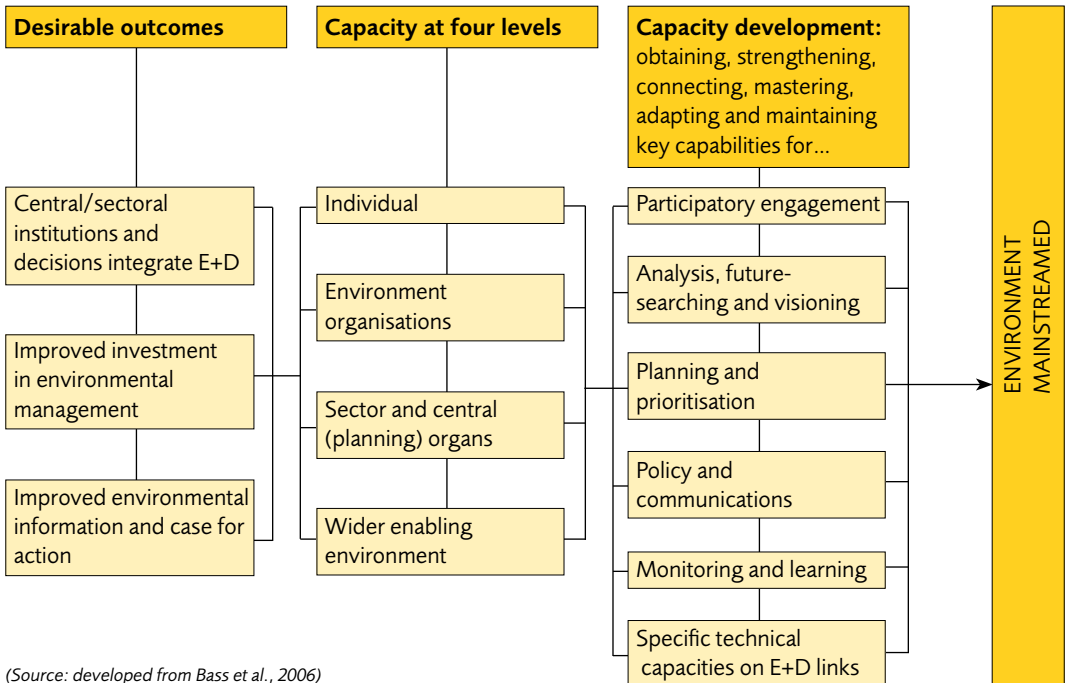 Desirable outcomes
Central/sectoral
institutions and
decisions integrate E+D
Improved investment
in environmental
management
Improved environmental
information and case for
action
Capacity at four levels
Individual
Environment
organisations
Sector and central
(planning) organs
Wider enabling
environment
Capacity development:
obtaining, strengthening,
connecting, mastering,
adapting and maintaining
key capabilities for...
Participatory engagement
Analysis, future-
searching and visioning
Planning and
prioritisation
Policy and
communications
Monitoring and learning
Specific technical
capacities on E+D links
ENVIRONMENT
MAINSTREAMED
(Source: developed from Bass et al., 2006)